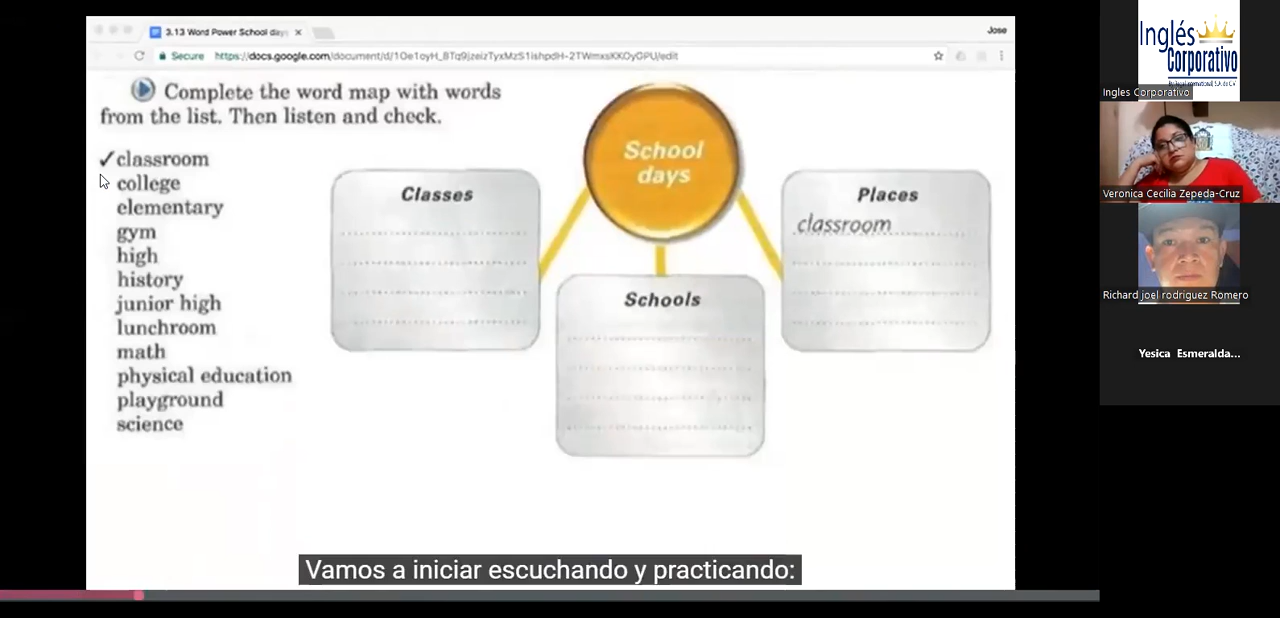 3.13 Word Power School days
Jose
Secure
https://docs.google.com/document/d/
/edit
Complete the word map with words
from the list. Then listen and check.
✓classroom
college
elementary
gym
high
history
junior high
lunchroom
math
physical education
playground
science
School
days
Classes
Places
classroom
Schools
Vamos a iniciar escuchando y practicando:
Inglés
Corporativo
Ingles Corporativo
Veronica Cecilia Zepeda-Cruz
Richard joel rodriguez Romero
Yesica Esmeralda...